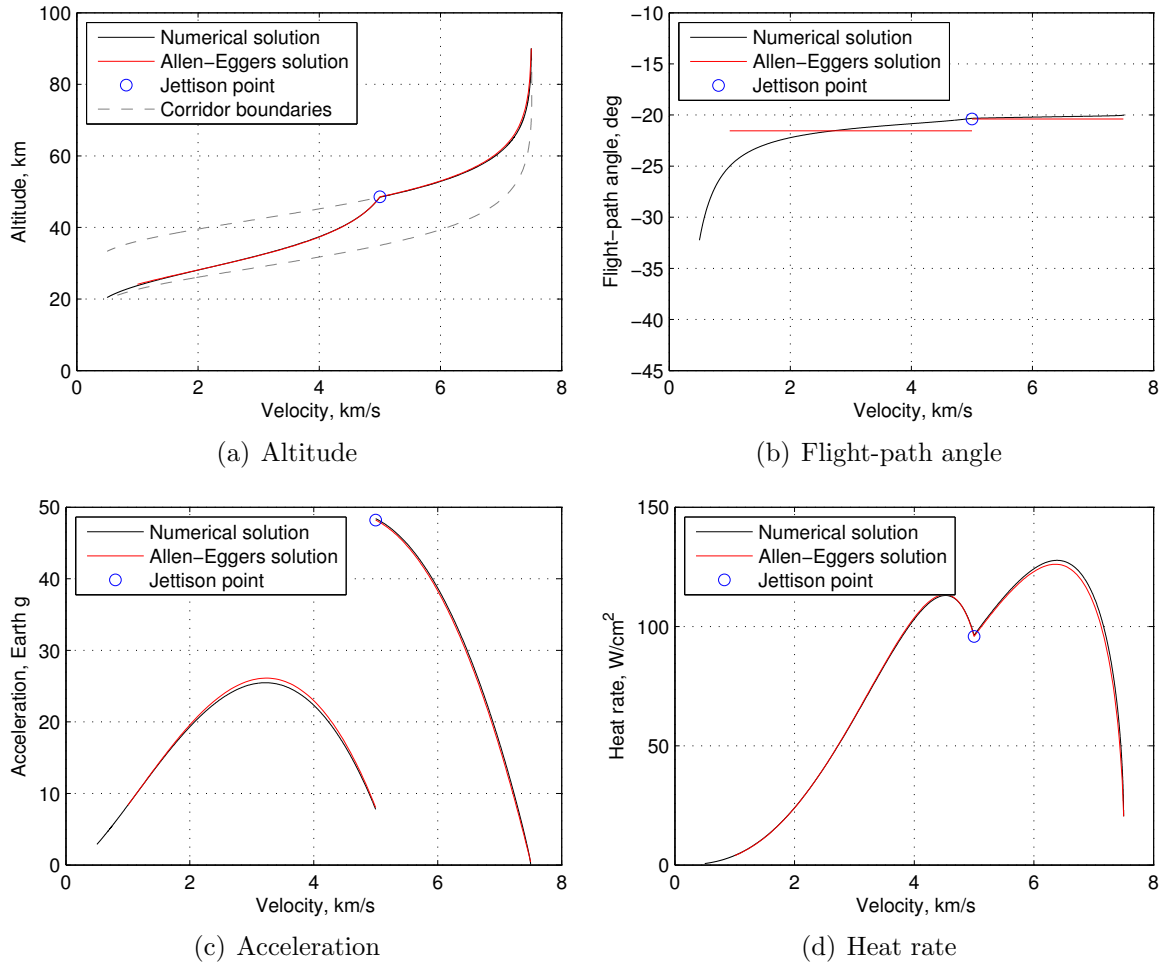 100
80
60
40
20
0
0
2
4
6
8
Altitude, km
Velocity, km/s
Numerical solution
Allen−Eggers solution
Jettison point
Corridor boundaries
(a) Altitude
−10
−15
−20
−25
−30
−35
−40
−45
0
2
4
6
8
Flight−path angle, deg
Velocity, km/s
Numerical solution
Allen−Eggers solution
Jettison point
(b) Flight-path angle
50
40
30
20
10
0
0
2
4
6
8
Acceleration, Earth g
Velocity, km/s
Numerical solution
Allen−Eggers solution
Jettison point
(c) Acceleration
150
100
50
0
0
2
4
6
8
Heat rate, W/cm²
Velocity, km/s
Numerical solution
Allen−Eggers solution
Jettison point
(d) Heat rate